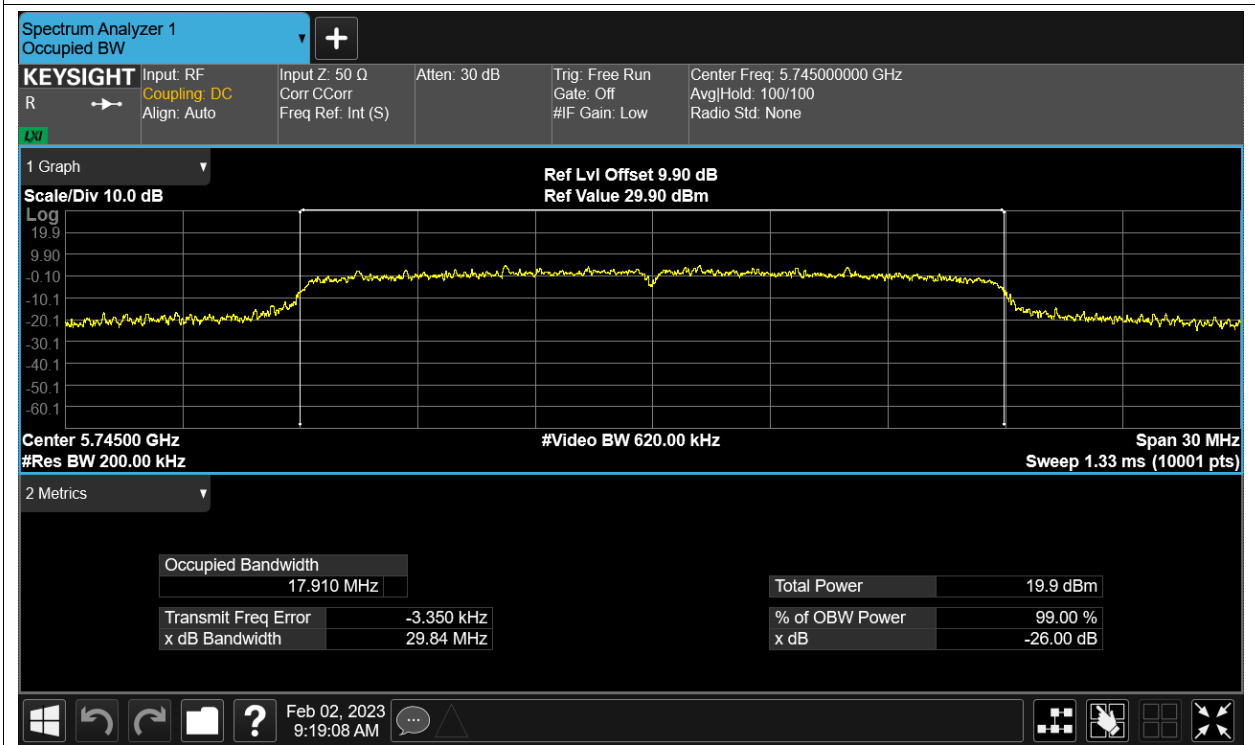 Spectrum Analyzer 1
Occupied BW
KEYSIGHT
R
LXI
Input: RF
Coupling: DC
Align: Auto
Input Z: 50 Ω
Corr CCorr
Freq Ref: Int (S)
Atten: 30 dB
Trig: Free Run
Gate: Off
#IF Gain: Low
Center Freq: 5.745000000 GHz
Avg|Hold: 100/100
Radio Std: None
1 Graph
Scale/Div 10.0 dB
Ref Lvl Offset 9.90 dB
Ref Value 29.90 dBm
Log
19.9
9.90
-0.10
-10.1
-20.1
-30.1
-40.1
-50.1
-60.1
Center 5.74500 GHz
#Video BW 620.00 kHz
Span 30 MHz
#Res BW 200.00 kHz
Sweep 1.33 ms (10001 pts)
2 Metrics
Occupied Bandwidth
17.910 MHz
Total Power 19.9 dBm
Transmit Freq Error -3.350 kHz
% of OBW Power 99.00 %
x dB Bandwidth 29.84 MHz
x dB -26.00 dB
?
Feb 02, 2023
9:19:08 AM